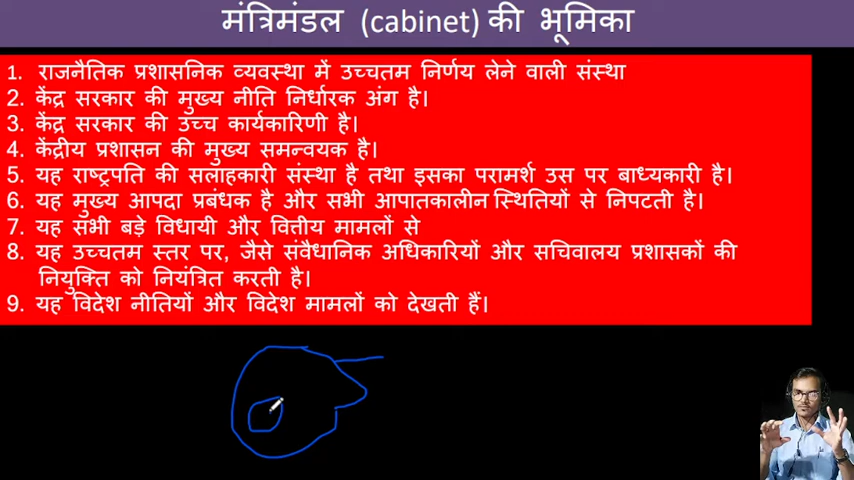 मंत्रिमंडल (cabinet) की भूमिका
1. राजनैतिक प्रशासनिक व्यवस्था में उच्चतम निर्णय लेने वाली संस्था
2. केंद्र सरकार की मुख्य नीति निर्धारक अंग है।
3. केंद्र सरकार की उच्च कार्यकारिणी है।
4. केंद्रीय प्रशासन की मुख्य समन्वयक है।
5. यह राष्ट्रपति की सलाहकारी संस्था है तथा इसका परामर्श उस पर बाध्यकारी है।
6. यह मुख्य आपदा प्रबंधक है और सभी आपातकालीन स्थितियों से निपटती है।
7. यह सभी बड़े विधायी और वित्तीय मामलों से
8. यह उच्चतम स्तर पर, जैसे संवैधानिक अधिकारियों और सचिवालय प्रशासकों की
नियुक्ति को नियंत्रित करती है।
9. यह विदेश नीतियों और विदेश मामलों को देखती हैं।